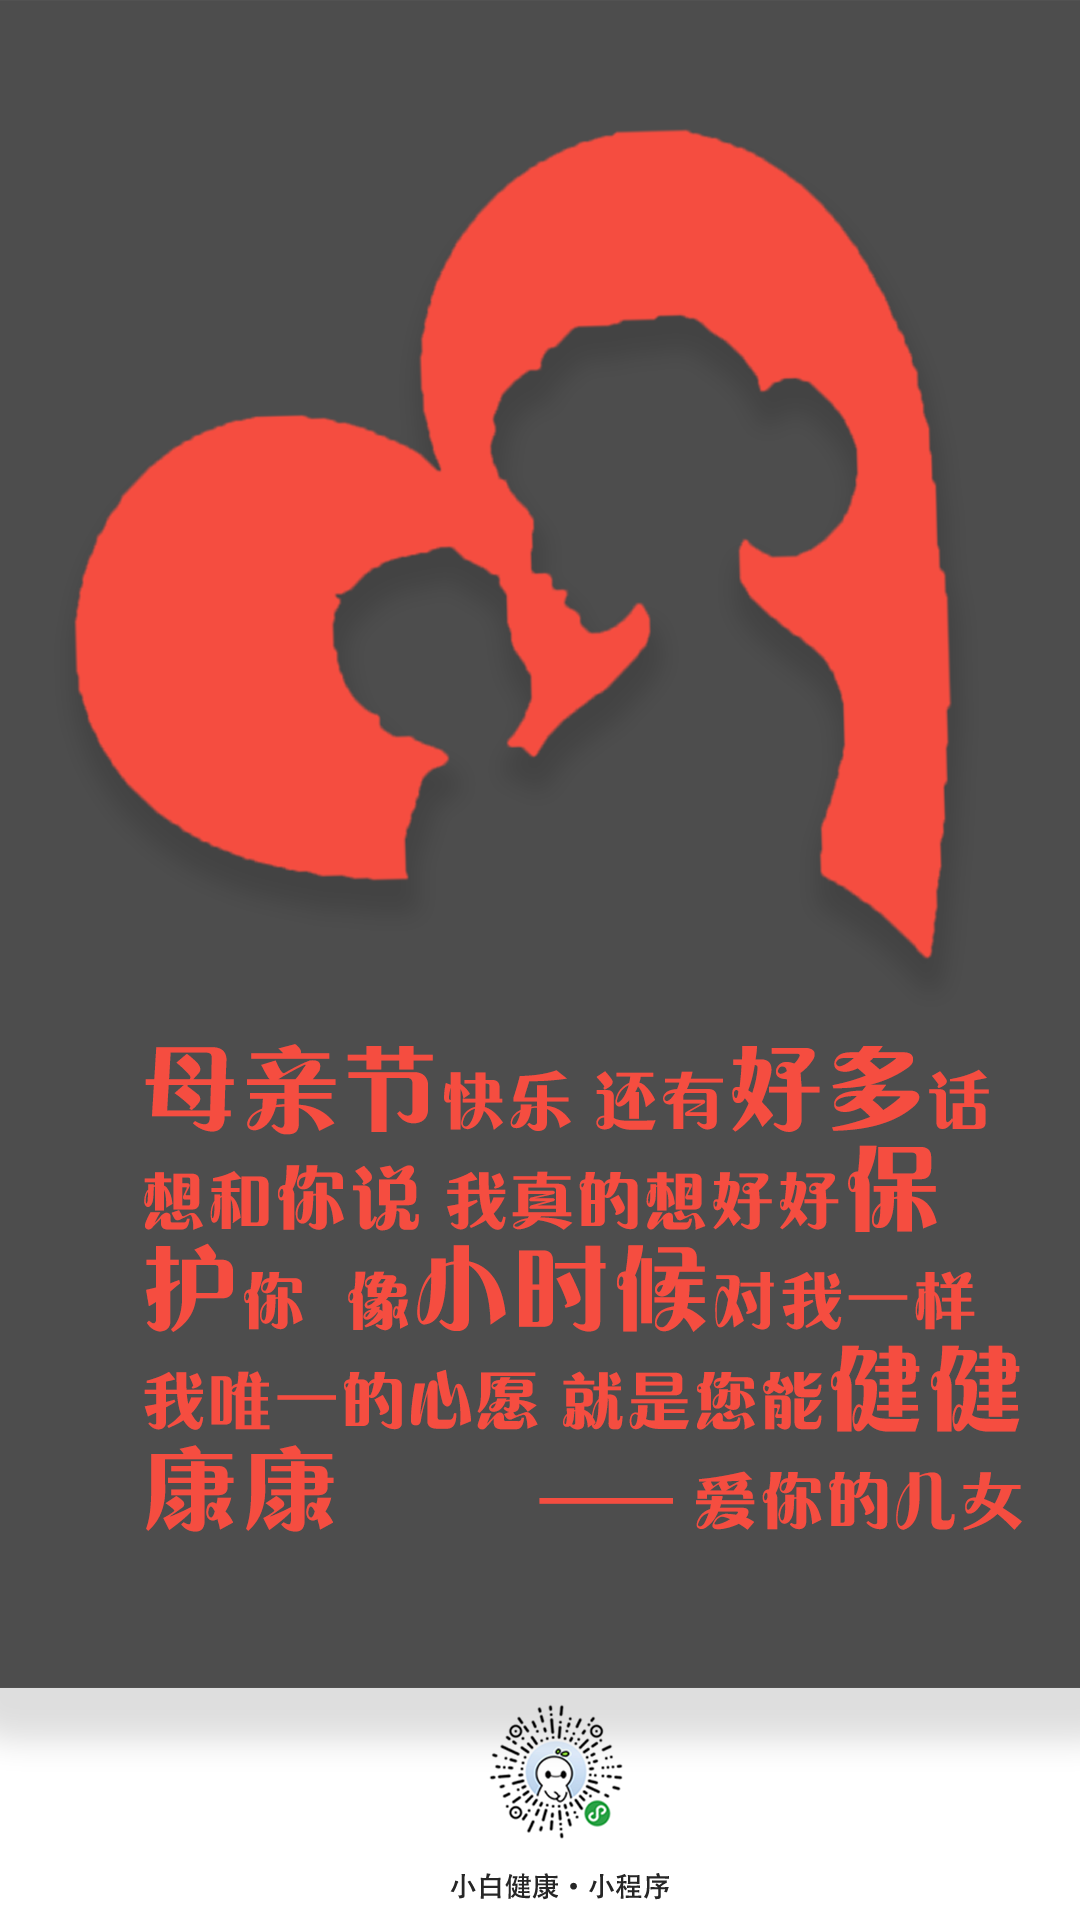 母亲节快乐 还有好多话
想和你说 我真的想好好保
护你 像小时候对我一样
我唯一的心愿 就是您能健健
康康 —— 爱你的儿女
小白健康·小程序